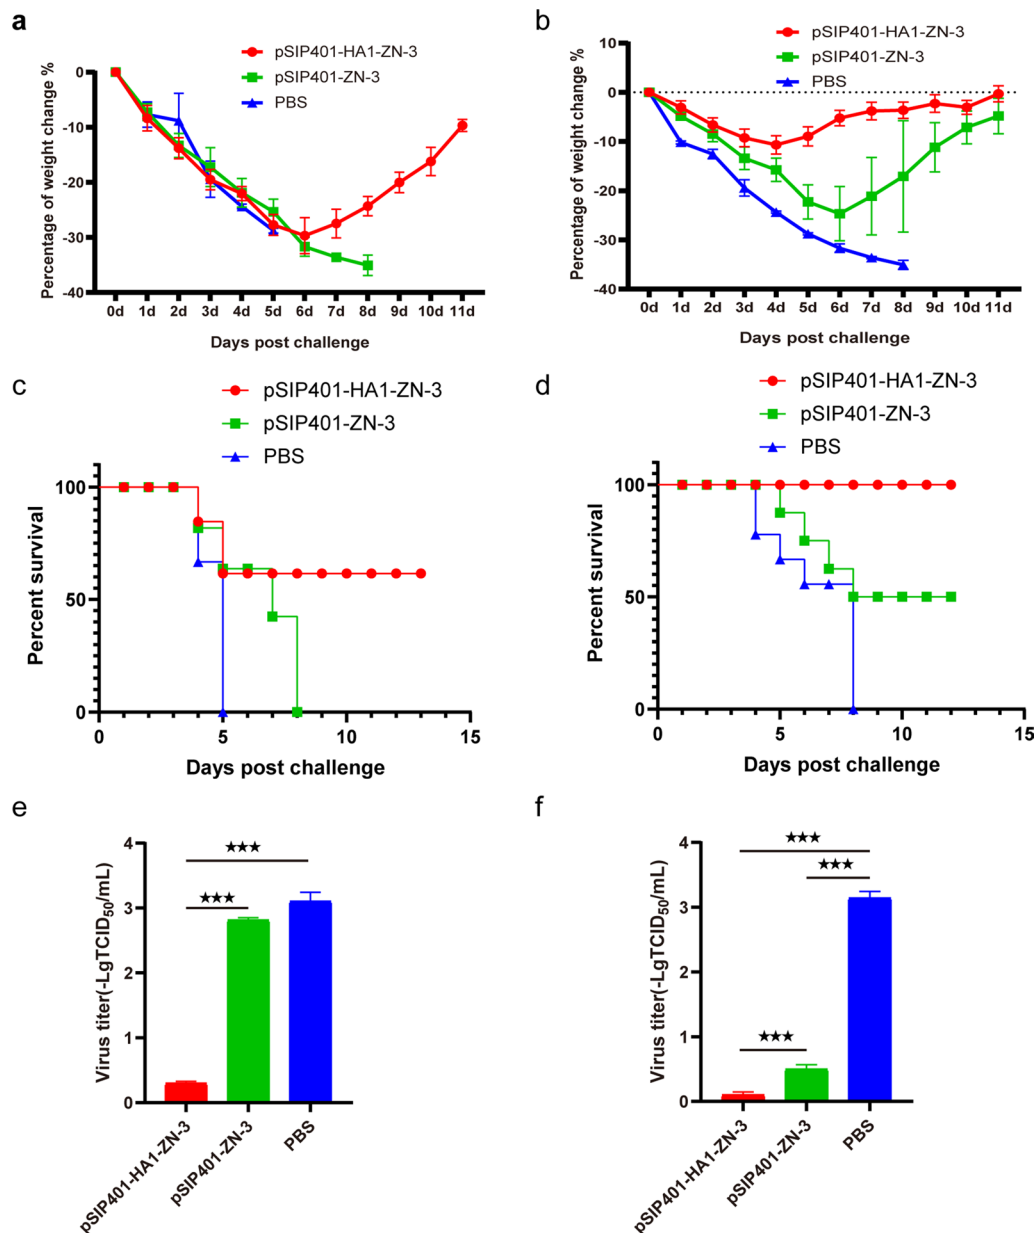 a
pSIP401-HA1-ZN-3
pSIP401-ZN-3
PBS
Percentage of weight change %
0
-10
-20
-30
-40
0d 1d 2d 3d 4d 5d 6d 7d 8d 9d 10d 11d
Days post challenge
b
pSIP401-HA1-ZN-3
pSIP401-ZN-3
PBS
Percentage of weight change %
10
0
-10
-20
-30
-40
0d 1d 2d 3d 4d 5d 6d 7d 8d 9d 10d 11d
Days post challenge
c
pSIP401-HA1-ZN-3
pSIP401-ZN-3
PBS
Percent survival
100
50
0
0 5 10 15
Days post challenge
d
pSIP401-HA1-ZN-3
pSIP401-ZN-3
PBS
Percent survival
100
50
0
0 5 10 15
Days post challenge
e
Virus titer(-LgTCID50/mL)
4
3
2
1
0
★★★
★★★
pSIP401-HA1-ZN-3
pSIP401-ZN-3
PBS
f
Virus titer(-LgTCID50/mL)
4
3
2
1
0
★★★
★★★
★★★
pSIP401-HA1-ZN-3
pSIP401-ZN-3
PBS